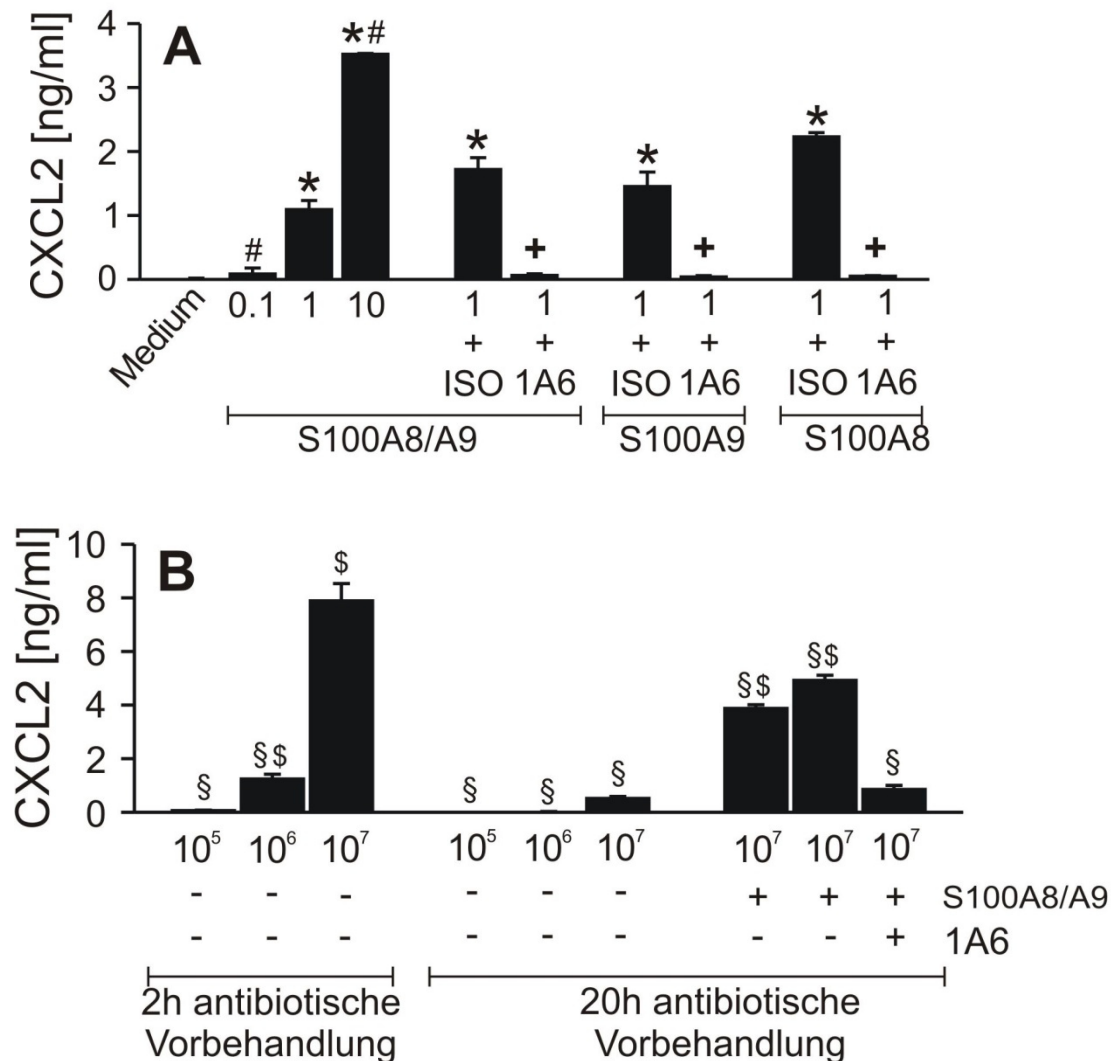 A
CXCL2 [ng/ml]
4
3
2
1
0
# * *# * + * + * +
Medium 0.1 1 10 1 1 1 1 1 1
+ + + + + +
ISO 1A6 ISO 1A6 ISO 1A6
S100A8/A9 S100A9 S100A8
B
CXCL2 [ng/ml]
10
8
6
4
2
0
§ §$ $ § § § §$ §$ §
10⁵ 10⁶ 10⁷ 10⁵ 10⁶ 10⁷ 10⁷ 10⁷ 10⁷
- - - - - - + + + S100A8/A9
- - - - - - - - + 1A6
2h antibiotische 20h antibiotische
Vorbehandlung Vorbehandlung